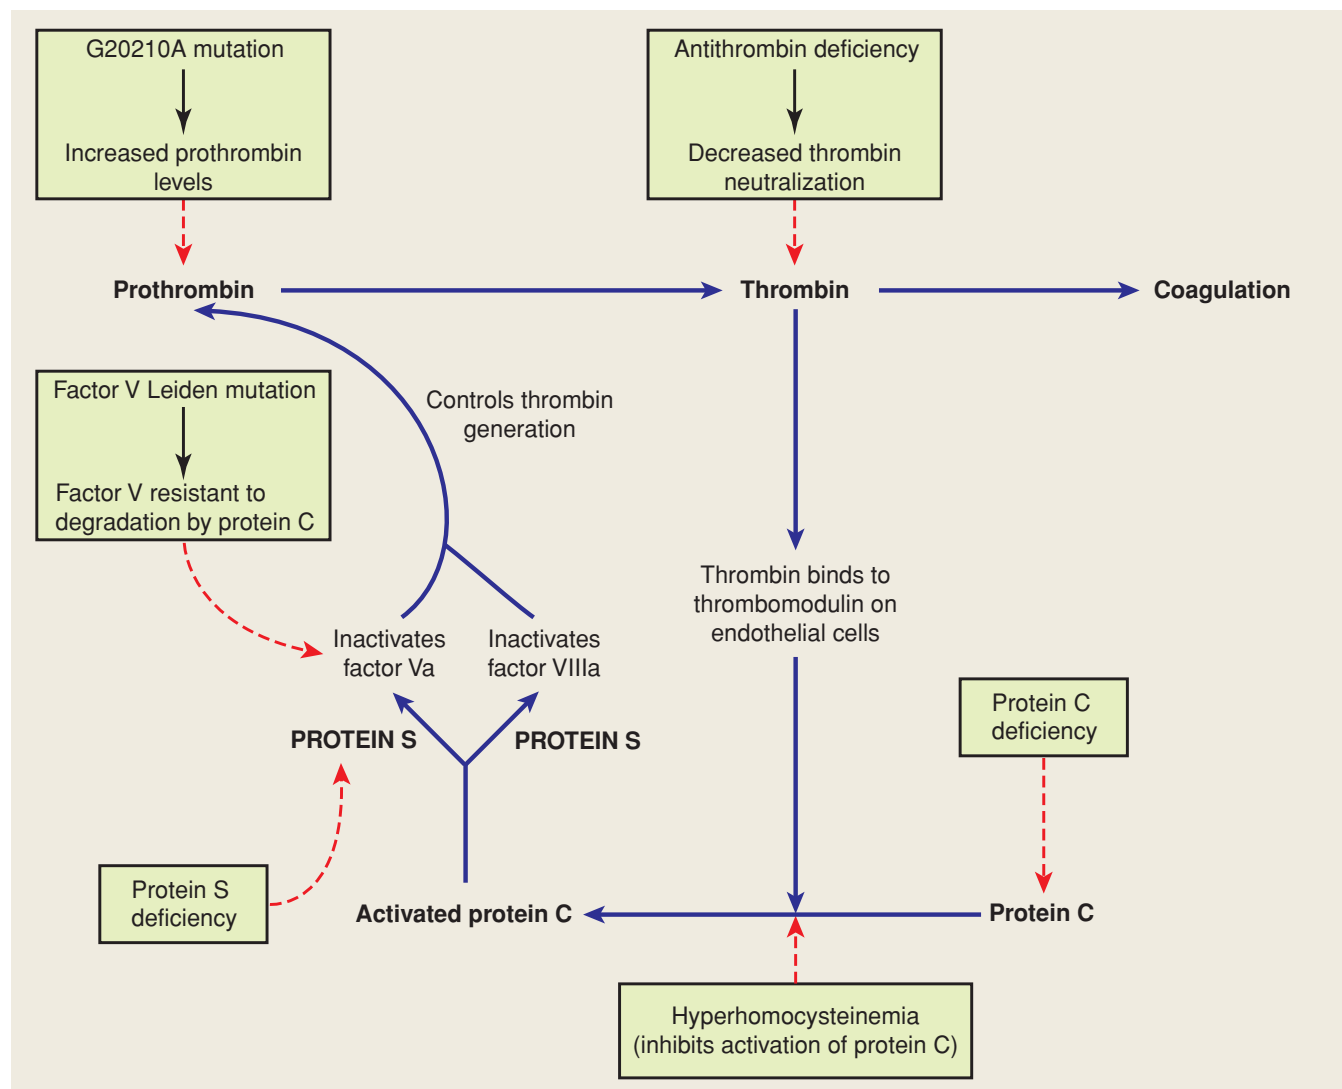 G20210A mutation
Increased prothrombin
levels
Antithrombin deficiency
Decreased thrombin
neutralization
Prothrombin
Thrombin
Coagulation
Factor V Leiden mutation
Factor V resistant to
degradation by protein C
Controls thrombin
generation
Thrombin binds to
thrombomodulin on
endothelial cells
Inactivates
factor Va
Inactivates
factor VIIIa
PROTEIN S
PROTEIN S
Protein C
deficiency
Protein S
deficiency
Activated protein C
Protein C
Hyperhomocysteinemia
(inhibits activation of protein C)